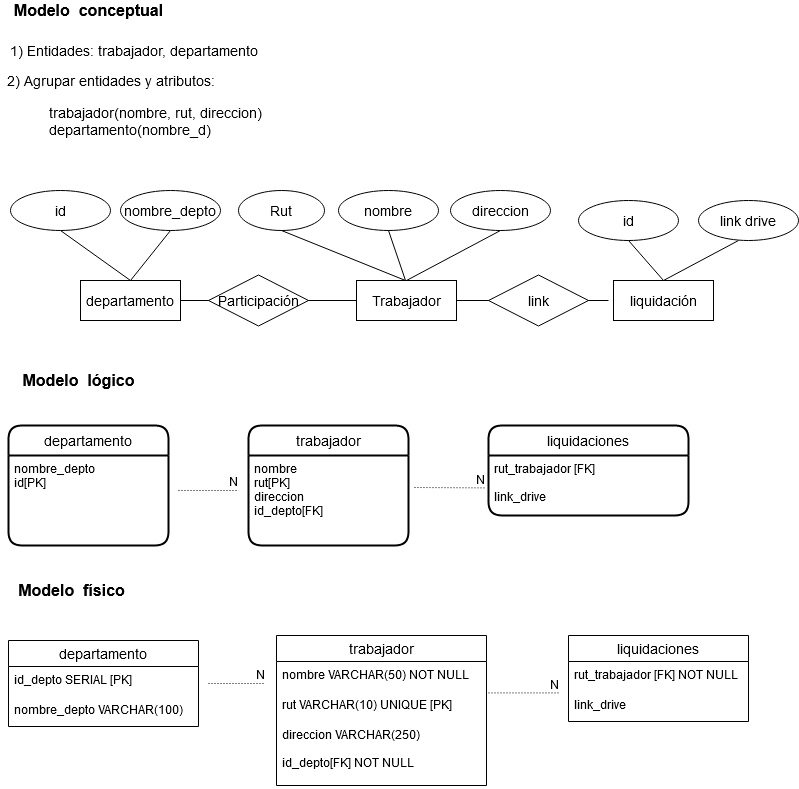 Modelo conceptual
1) Entidades: trabajador, departamento
2) Agrupar entidades y atributos:
trabajador(nombre, rut, direccion)
departamento(nombre_d)
id
nombre_depto
Rut
nombre
direccion
id
link drive
departamento
Participación
Trabajador
link
liquidación
Modelo lógico
departamento
nombre_depto
id[PK]
N
trabajador
nombre
rut[PK]
direccion
id_depto[FK]
N
liquidaciones
rut_trabajador [FK]
link_drive
Modelo físico
departamento
id_depto SERIAL [PK]
nombre_depto VARCHAR(100)
N
trabajador
nombre VARCHAR(50) NOT NULL
rut VARCHAR(10) UNIQUE [PK]
direccion VARCHAR(250)
id_depto[FK] NOT NULL
N
liquidaciones
rut_trabajador [FK] NOT NULL
link_drive